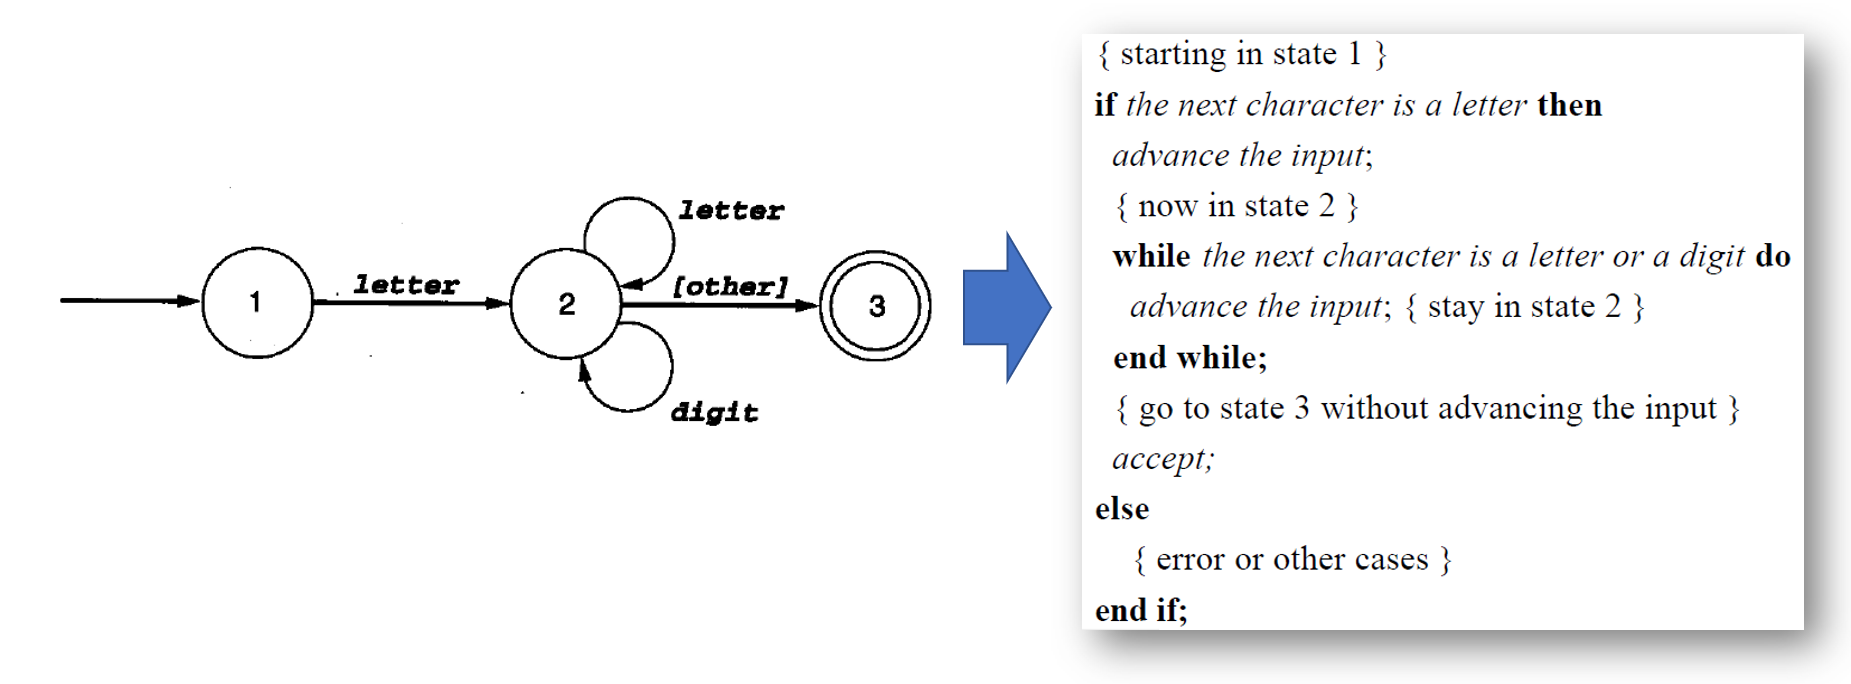 1
letter
2
letter
[other]
digit
3
{ starting in state 1 }
if the next character is a letter then
advance the input;
{ now in state 2 }
while the next character is a letter or a digit do
advance the input; { stay in state 2 }
end while;
{ go to state 3 without advancing the input }
accept;
else
{ error or other cases }
end if;